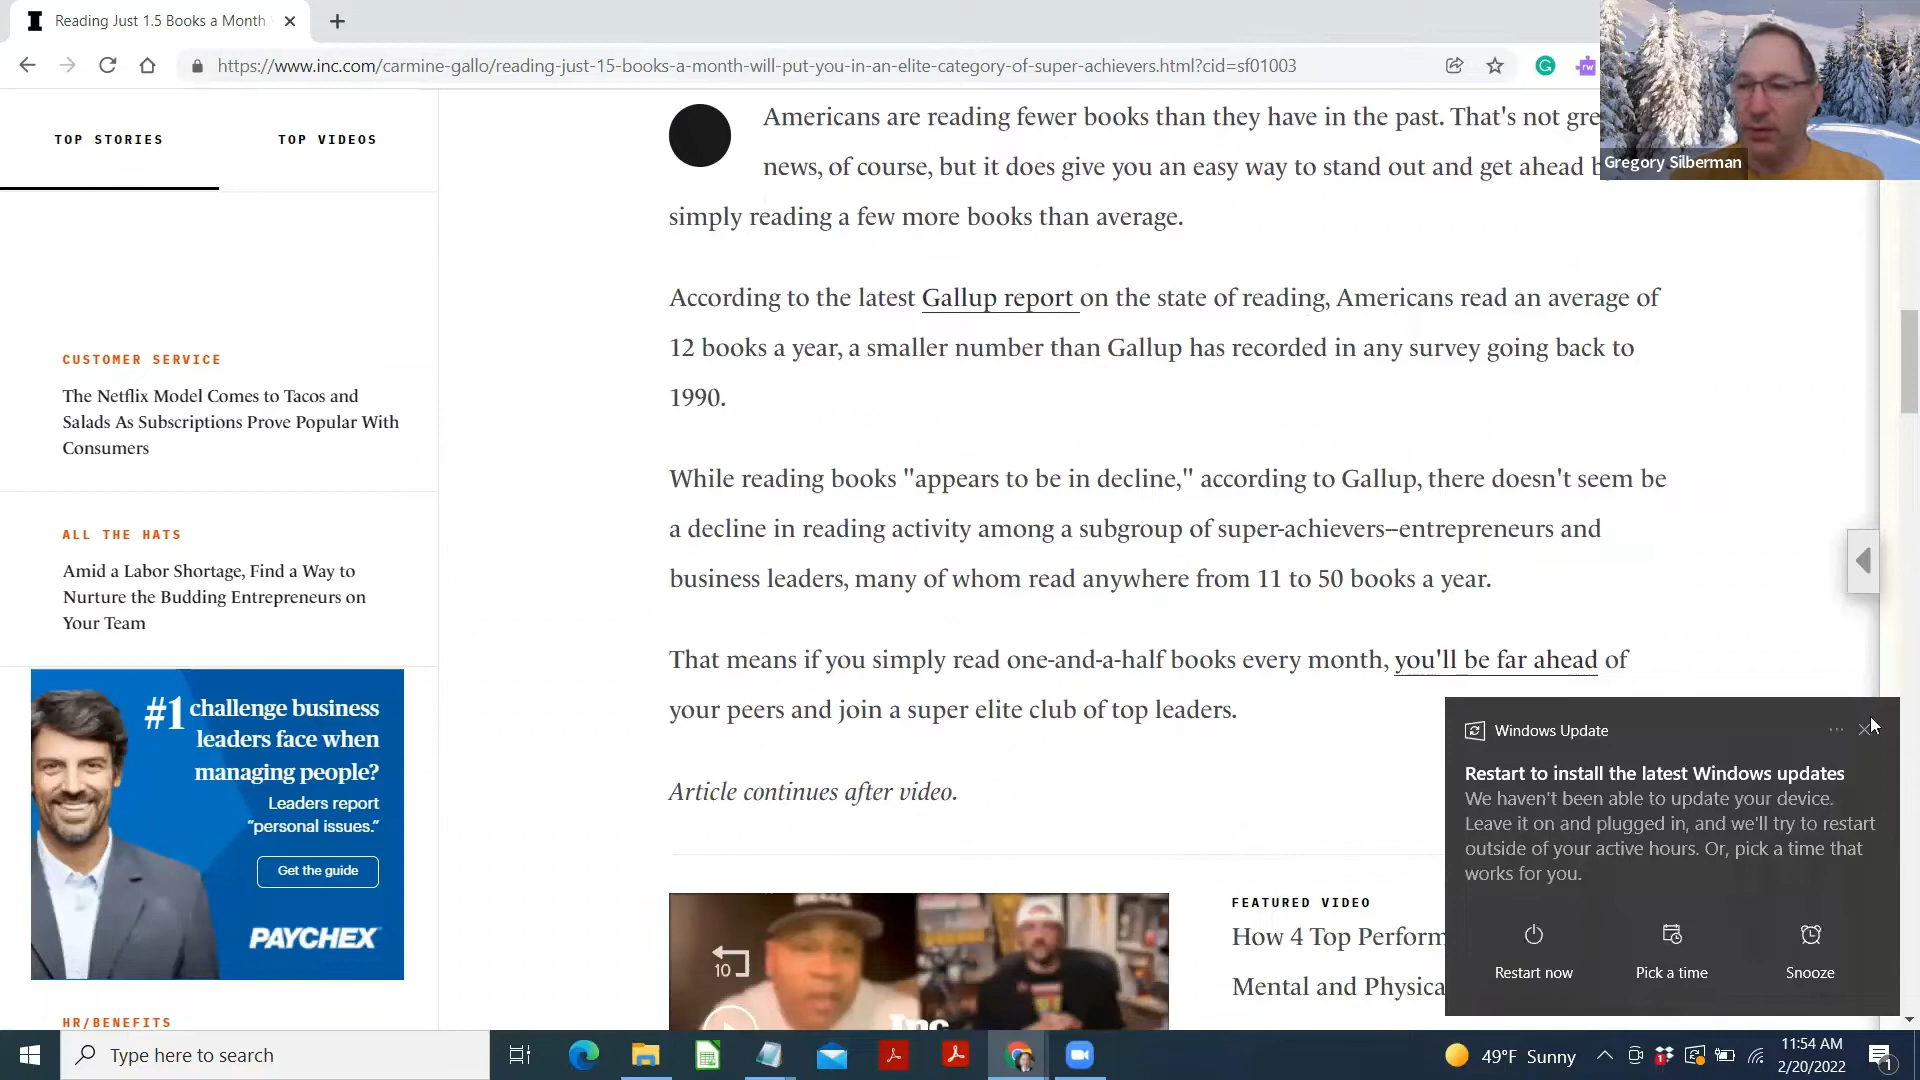 Reading Just 1.5 Books a Month
https://www.inc.com/carmine-gallo/reading-just-15-books-a-month-will-put-you-in-an-elite-category-of-super-achievers.html?cid=sf01003
rw
Gregory Silberman
TOP STORIES
TOP VIDEOS
CUSTOMER SERVICE
The Netflix Model Comes to Tacos and
Salads As Subscriptions Prove Popular With
Consumers
ALL THE HATS
Amid a Labor Shortage, Find a Way to
Nurture the Budding Entrepreneurs on
Your Team
#1 challenge business
leaders face when
managing people?
Leaders report
“personal issues.”
Get the guide
PAYCHEX
HR/BENEFITS
Americans are reading fewer books than they have in the past. That's not gre
news, of course, but it does give you an easy way to stand out and get ahead b
simply reading a few more books than average.
According to the latest Gallup report on the state of reading, Americans read an average of
12 books a year, a smaller number than Gallup has recorded in any survey going back to
1990.
While reading books "appears to be in decline," according to Gallup, there doesn't seem be
a decline in reading activity among a subgroup of super-achievers--entrepreneurs and
business leaders, many of whom read anywhere from 11 to 50 books a year.
That means if you simply read one-and-a-half books every month, you'll be far ahead of
your peers and join a super elite club of top leaders.
Article continues after video.
10
Inc.
FEATURED VIDEO
How 4 Top Perform
Mental and Physica
Windows Update
Restart to install the latest Windows updates
We haven't been able to update your device.
Leave it on and plugged in, and we'll try to restart
outside of your active hours. Or, pick a time that
works for you.
Restart now
Pick a time
Snooze
Type here to search
49°F Sunny
1
11:54 AM
2/20/2022
1